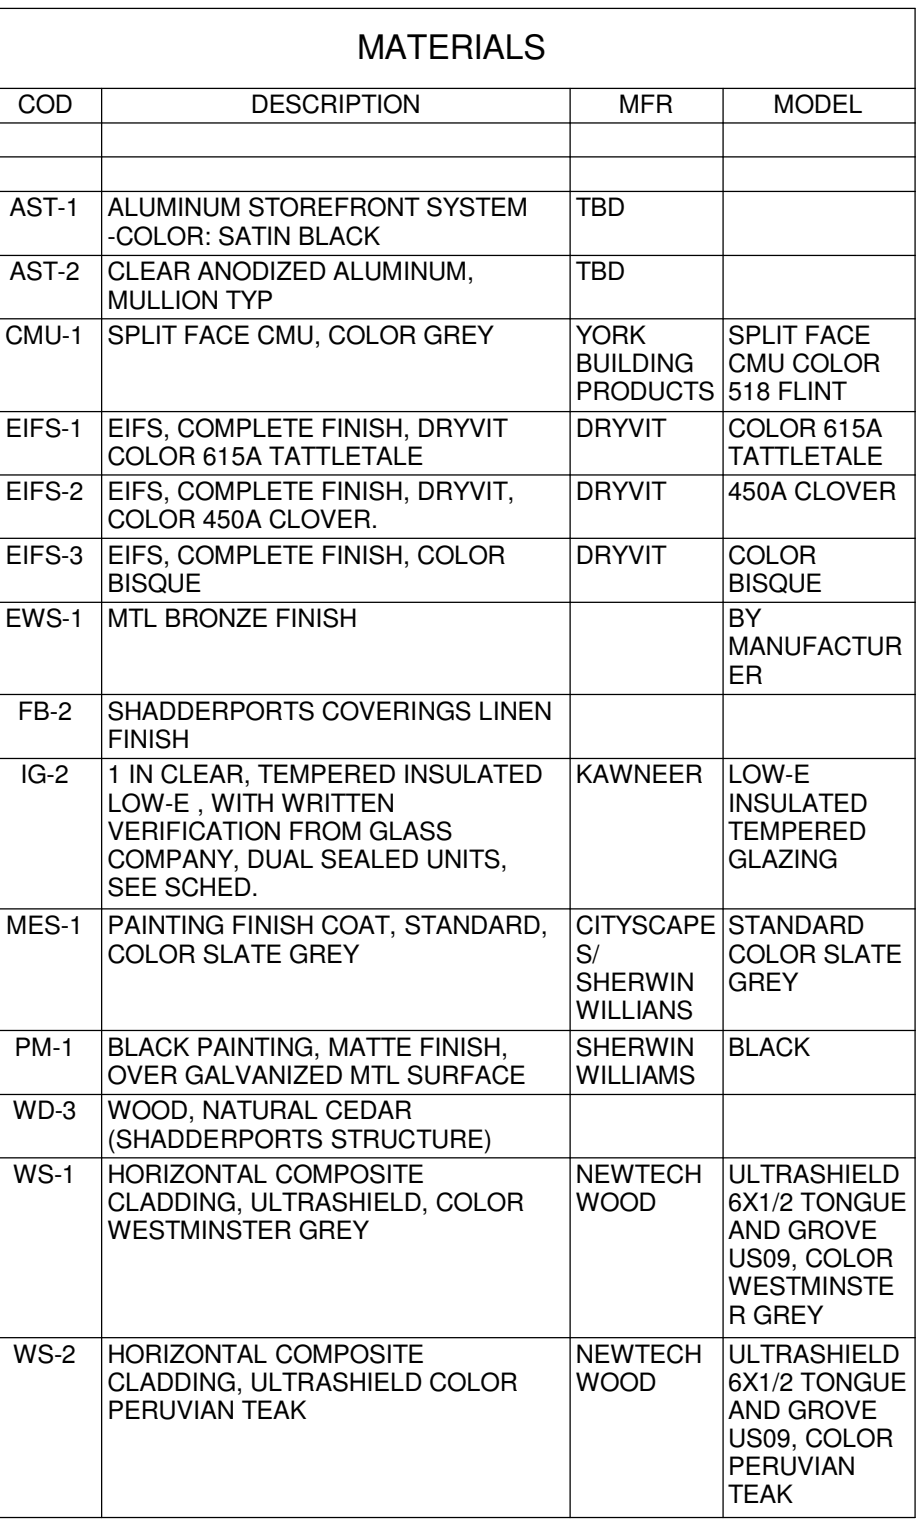 MATERIALS
COD DESCRIPTION MFR MODEL
AST-1 ALUMINUM STOREFRONT SYSTEM TBD
-COLOR: SATIN BLACK
AST-2 CLEAR ANODIZED ALUMINUM, TBD
MULLION TYP
CMU-1 SPLIT FACE CMU, COLOR GREY YORK SPLIT FACE
BUILDING CMU COLOR
PRODUCTS 518 FLINT
EIFS-1 EIFS, COMPLETE FINISH, DRYVIT DRYVIT COLOR 615A
COLOR 615A TATTLETALE TATTLETALE
EIFS-2 EIFS, COMPLETE FINISH, DRYVIT, DRYVIT 450A CLOVER
COLOR 450A CLOVER.
EIFS-3 EIFS, COMPLETE FINISH, COLOR DRYVIT COLOR
BISQUE BISQUE
EWS-1 MTL BRONZE FINISH BY
MANUFACTUR
ER
FB-2 SHADDERPORTS COVERINGS LINEN
FINISH
IG-2 1 IN CLEAR, TEMPERED INSULATED KAWNEER LOW-E
LOW-E , WITH WRITTEN INSULATED
VERIFICATION FROM GLASS TEMPERED
COMPANY, DUAL SEALED UNITS, GLAZING
SEE SCHED.
MES-1 PAINTING FINISH COAT, STANDARD, CITYSCAPE STANDARD
COLOR SLATE GREY S/ COLOR SLATE
SHERWIN GREY
WILLIANS
PM-1 BLACK PAINTING, MATTE FINISH, SHERWIN BLACK
OVER GALVANIZED MTL SURFACE WILLIAMS
WD-3 WOOD, NATURAL CEDAR
(SHADDERPORTS STRUCTURE)
WS-1 HORIZONTAL COMPOSITE NEWTECH ULTRASHIELD
CLADDING, ULTRASHIELD, COLOR WOOD 6X1/2 TONGUE
WESTMINSTER GREY AND GROVE
US09, COLOR
WESTMINSTE
R GREY
WS-2 HORIZONTAL COMPOSITE NEWTECH ULTRASHIELD
CLADDING, ULTRASHIELD COLOR WOOD 6X1/2 TONGUE
PERUVIAN TEAK AND GROVE
US09, COLOR
PERUVIAN
TEAK